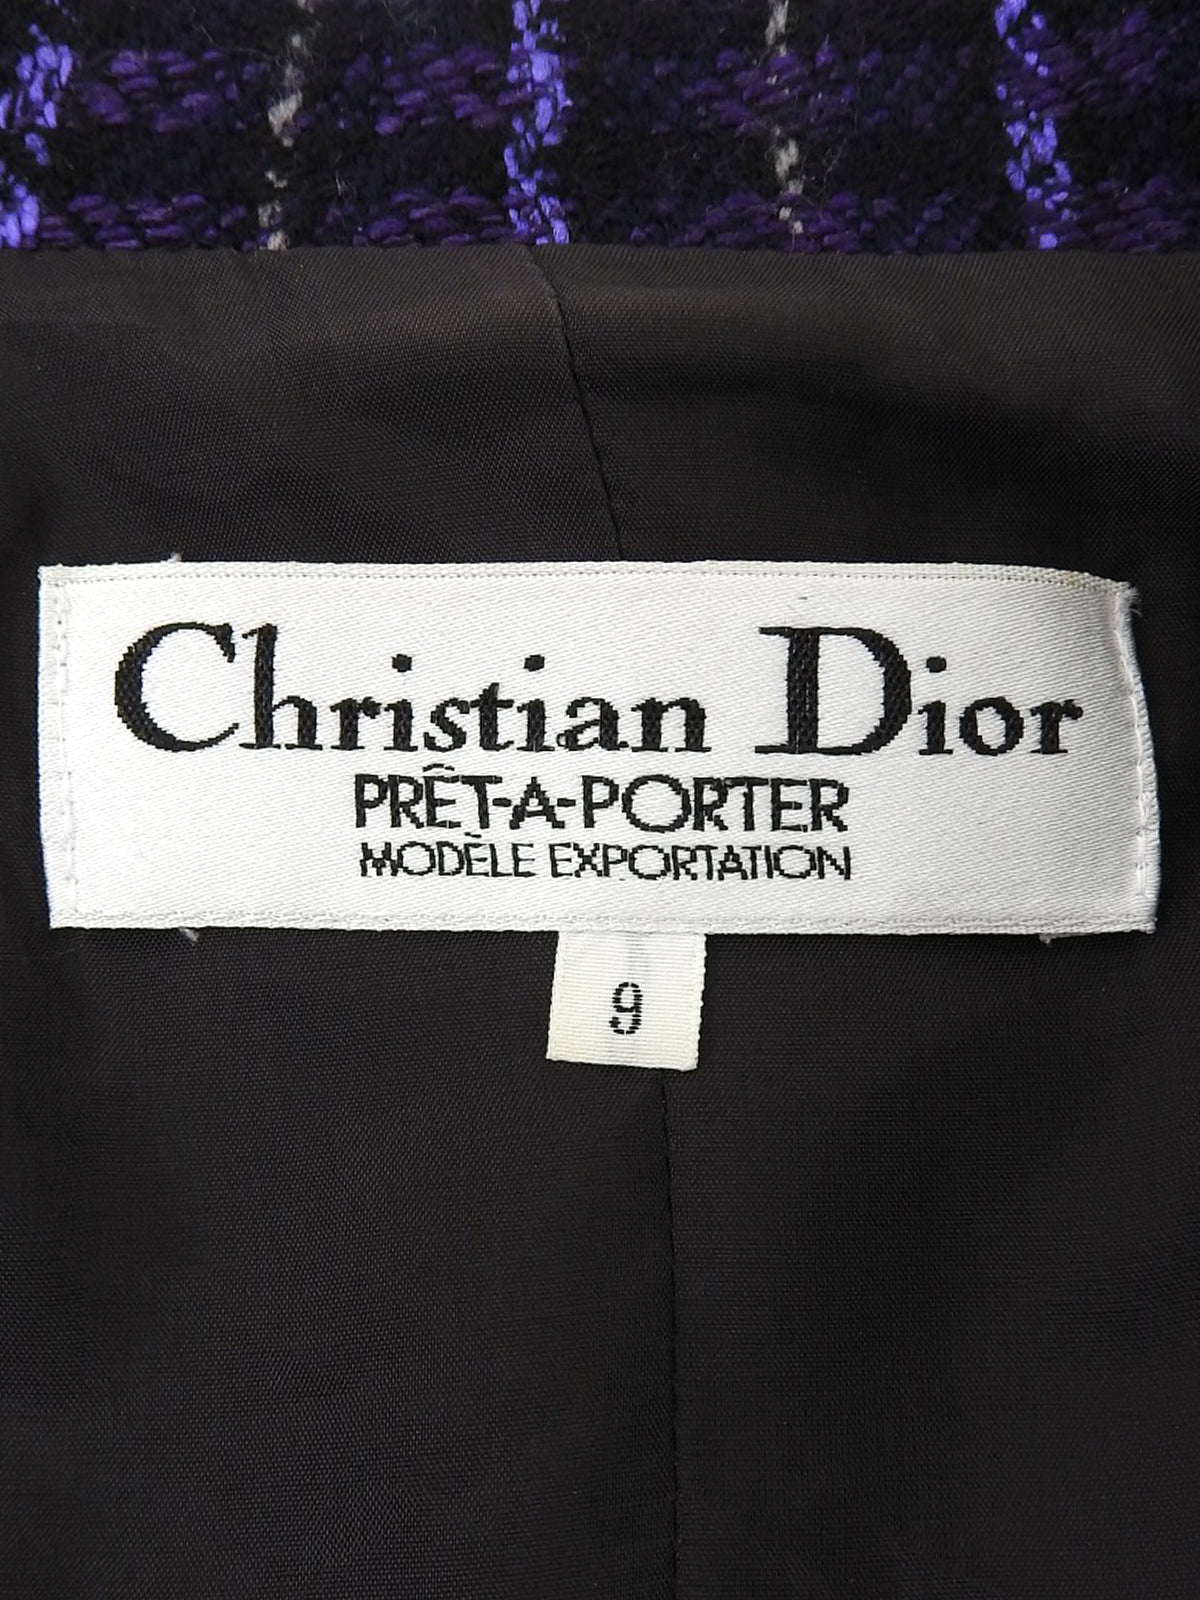 Christian Dior
PRÊT-A-PORTER
MODÈLE EXPORTATION
9